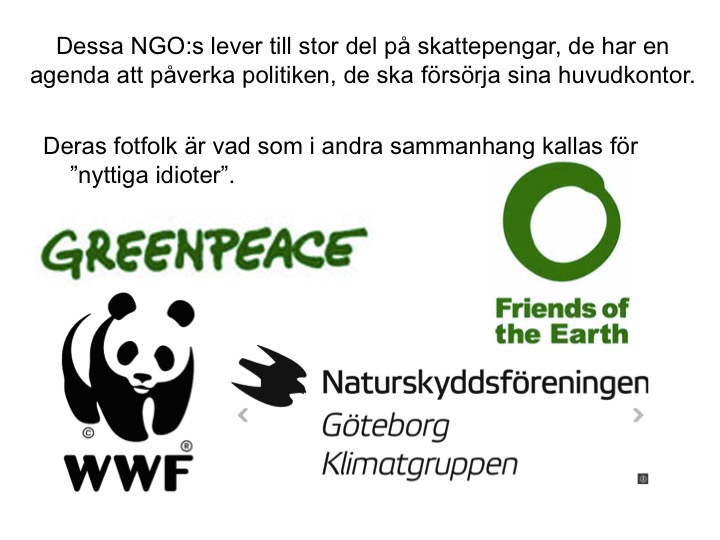 Dessa NGO:s lever till stor del på skattepengar, de har en
agenda att påverka politiken, de ska försörja sina huvudkontor.
Deras fotfolk är vad som i andra sammanhang kallas för
”nyttiga idioter”.
GREENPEACE
Friends of
the Earth
©
®
WWF
Naturskyddsföreningen
Göteborg
Klimatgruppen